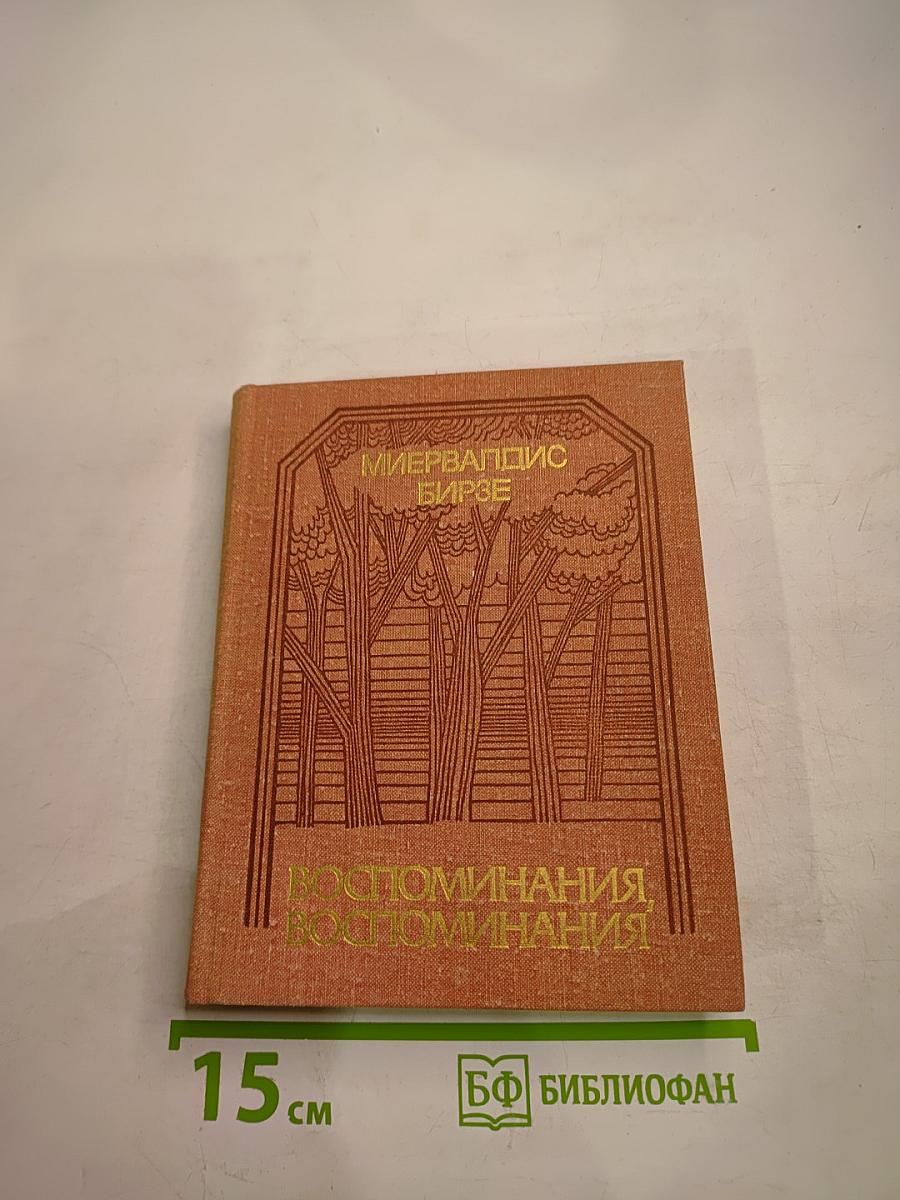 МИЕРВАЛДИС
БИРЗЕ
ВОСПОМИНАНИЯ,
ВОСПОМИНАНИЯ
15 см
БФ БИБЛИОФАН